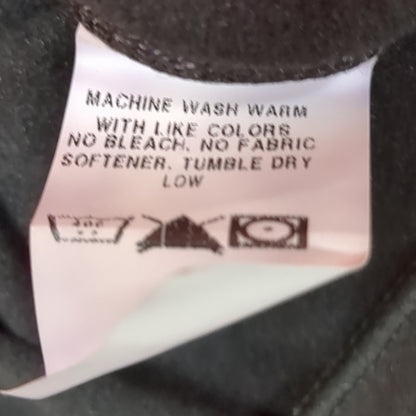 MACHINE WASH WARM
WITH LIKE COLORS
NO BLEACH. NO FABRIC
SOFTENER. TUMBLE DRY
LOW